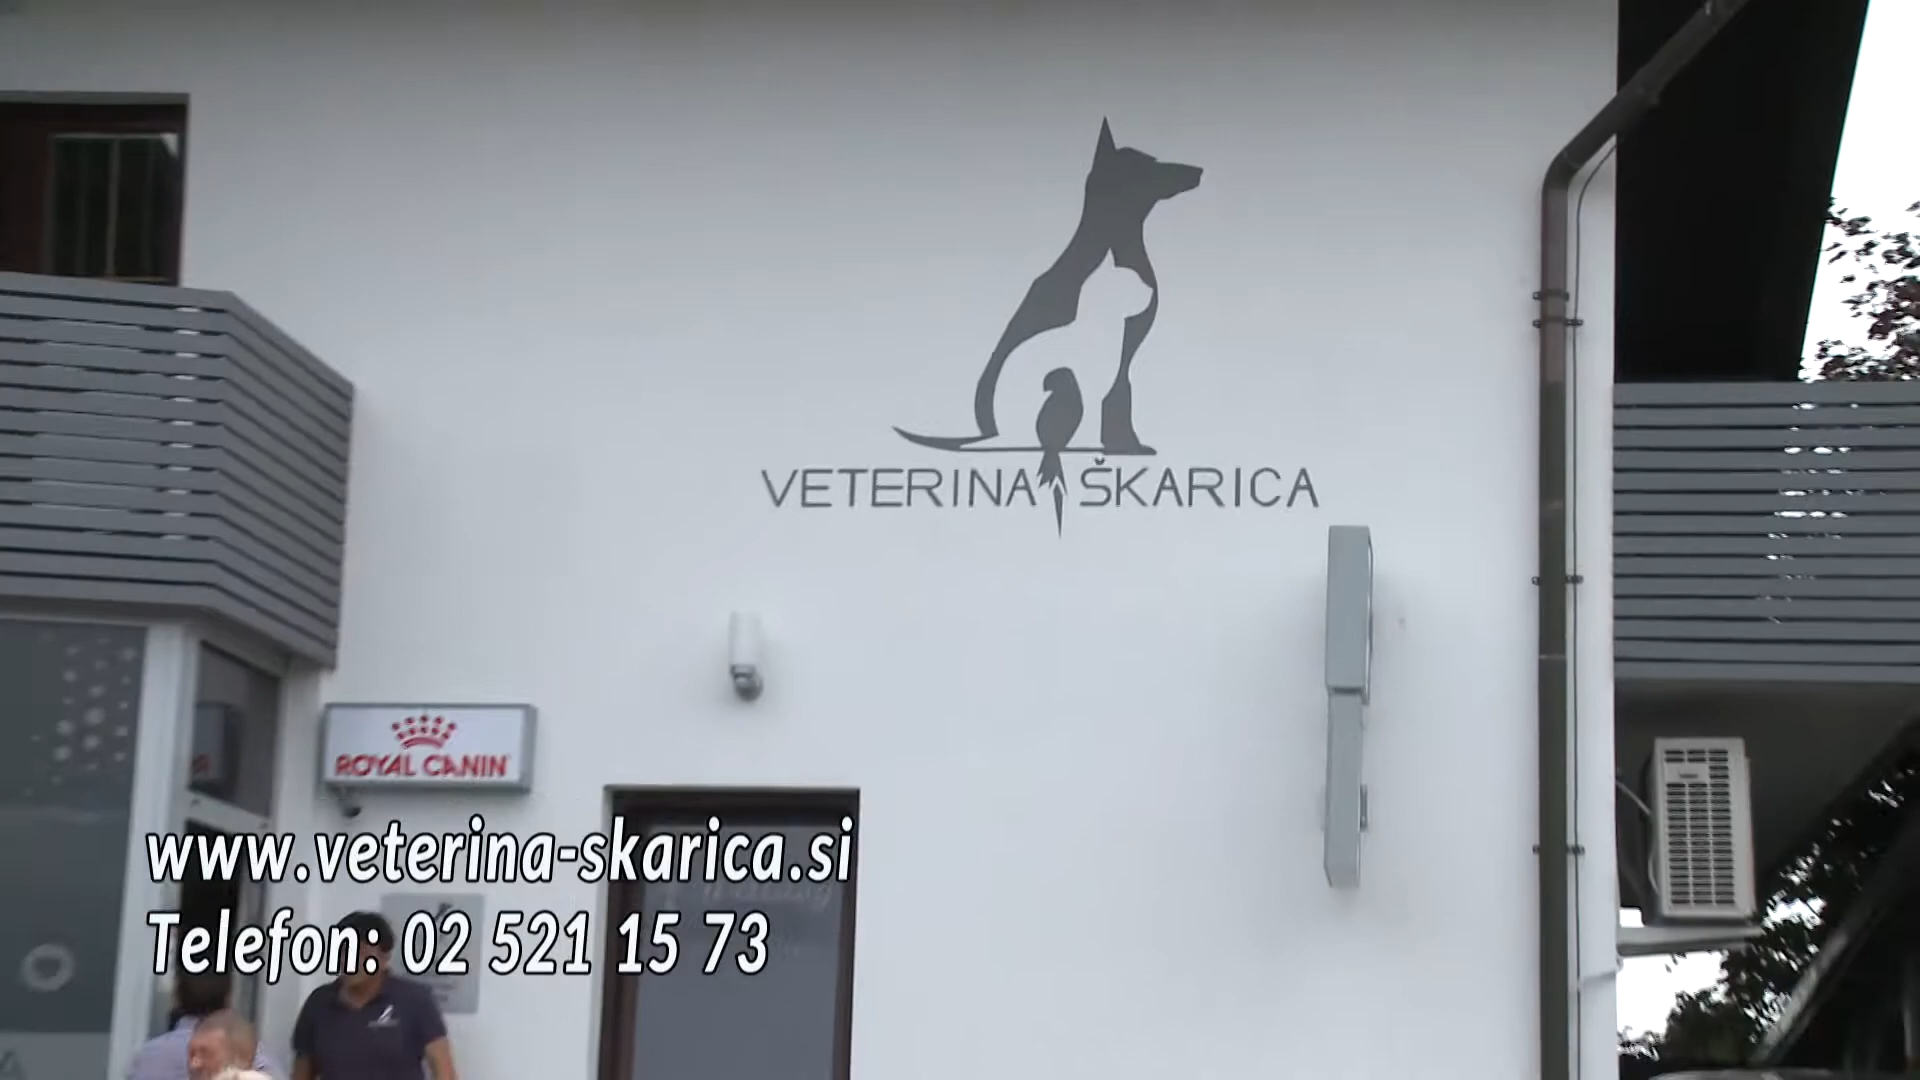 VETERINA ŠKARICA
ROYAL CANIN
www.veterina-skarica.si
Telefon: 02 521 15 73